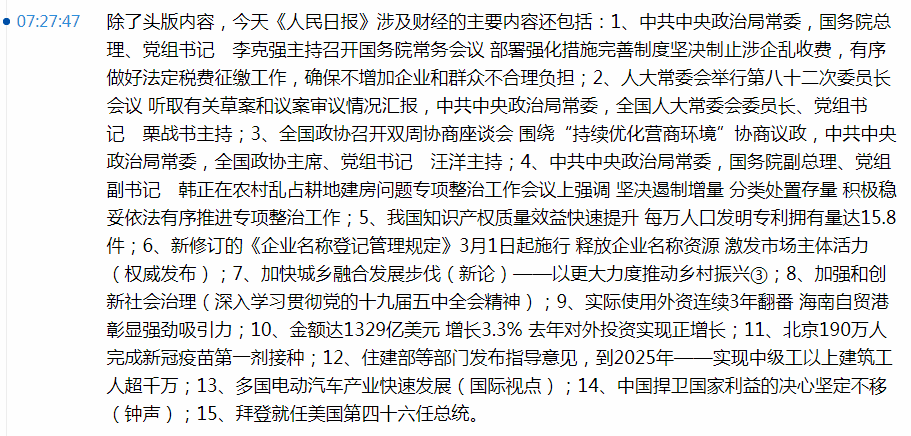 07:27:47
除了头版内容，今天《人民日报》涉及财经的主要内容还包括：1、中共中央政治局常委，国务院总
理、党组书记　李克强主持召开国务院常务会议 部署强化措施完善制度坚决制止涉企乱收费，有序
做好法定税费征缴工作，确保不增加企业和群众不合理负担；2、人大常委会举行第八十二次委员长
会议 听取有关草案和议案审议情况汇报，中共中央政治局常委，全国人大常委会委员长、党组书
记　栗战书主持；3、全国政协召开双周协商座谈会 围绕“持续优化营商环境”协商议政，中共中央
政治局常委，全国政协主席、党组书记　汪洋主持；4、中共中央政治局常委，国务院副总理、党组
副书记　韩正在农村乱占耕地建房问题专项整治工作会议上强调 坚决遏制增量 分类处置存量 积极稳
妥依法有序推进专项整治工作；5、我国知识产权质量效益快速提升 每万人口发明专利拥有量达15.8
件；6、新修订的《企业名称登记管理规定》3月1日起施行 释放企业名称资源 激发市场主体活力
（权威发布）；7、加快城乡融合发展步伐（新论）——以更大力度推动乡村振兴③；8、加强和创
新社会治理（深入学习贯彻党的十九届五中全会精神）；9、实际使用外资连续3年翻番 海南自贸港
彰显强劲吸引力；10、金额达1329亿美元 增长3.3% 去年对外投资实现正增长；11、北京190万人
完成新冠疫苗第一剂接种；12、住建部等部门发布指导意见，到2025年——实现中级工以上建筑工
人超千万；13、多国电动汽车产业快速发展（国际视点）；14、中国捍卫国家利益的决心坚定不移
（钟声）；15、拜登就任美国第四十六任总统。